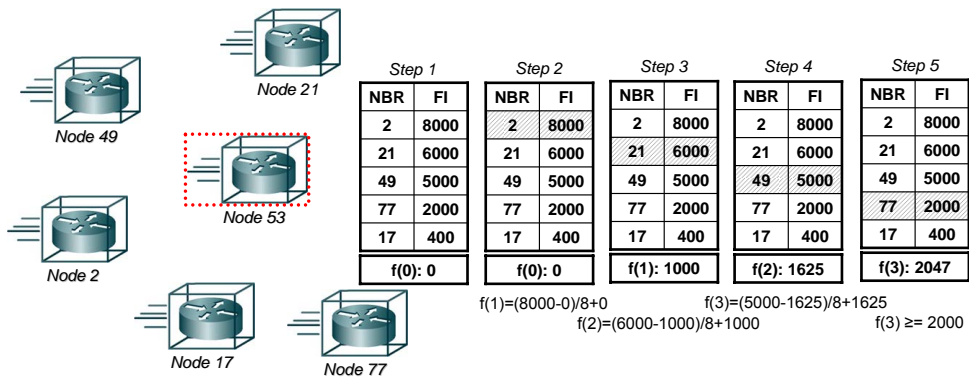 Node 21
Node 49
Node 53
Node 2
Node 17
Node 77
Step 1
NBR FI
2 8000
21 6000
49 5000
77 2000
17 400
f(0): 0
Step 2
NBR FI
2 8000
21 6000
49 5000
77 2000
17 400
f(0): 0
Step 3
NBR FI
2 8000
21 6000
49 5000
77 2000
17 400
f(1): 1000
Step 4
NBR FI
2 8000
21 6000
49 5000
77 2000
17 400
f(2): 1625
Step 5
NBR FI
2 8000
21 6000
49 5000
77 2000
17 400
f(3): 2047
f(1)=(8000-0)/8+0
f(3)=(5000-1625)/8+1625
f(2)=(6000-1000)/8+1000
f(3) ≥= 2000